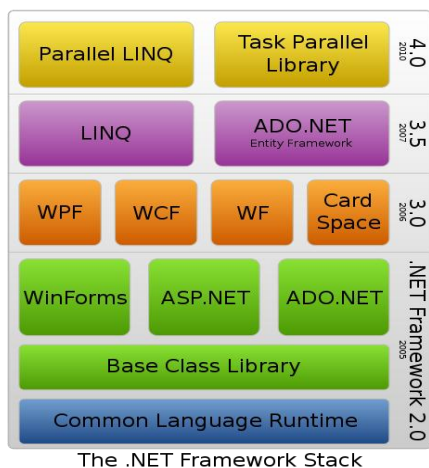 Parallel LINQ
Task Parallel
Library
4.0
2010
LINQ
ADO.NET
Entity Framework
3.5
2007
WPF
WCF
WF
Card
Space
3.0
2006
WinForms
ASP.NET
ADO.NET
Base Class Library
Common Language Runtime
.NET Framework 2.0
2005
The .NET Framework Stack